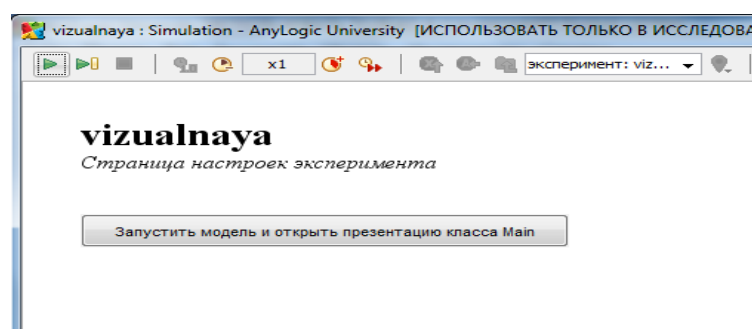 vizualnaya : Simulation - AnyLogic University [ИСПОЛЬЗОВАТЬ ТОЛЬКО В ИССЛЕДОВА
x1 эксперимент: viz...
vizualnaya
Страница настроек эксперимента
Запустить модель и открыть презентацию класса Main